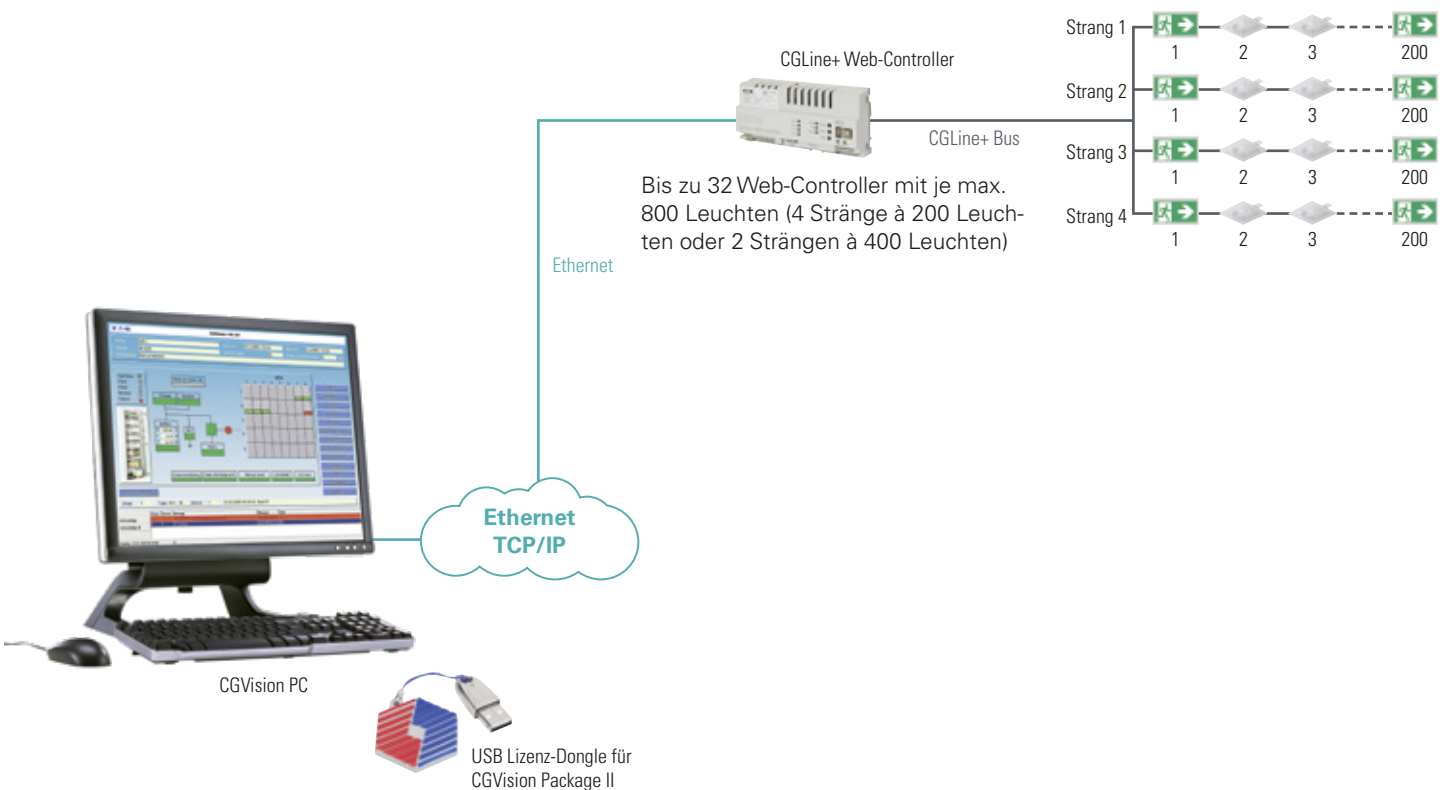 CGLine+ Web-Controller
CGLine+ Bus
Strang 1
1 2 3 200
Strang 2
1 2 3 200
Strang 3
1 2 3 200
Strang 4
1 2 3 200
Bis zu 32 Web-Controller mit je max.
800 Leuchten (4 Stränge à 200 Leuch-
ten oder 2 Strängen à 400 Leuchten)
Ethernet
Ethernet
TCP/IP
CGVision PC
USB Lizenz-Dongle für
CGVision Package II